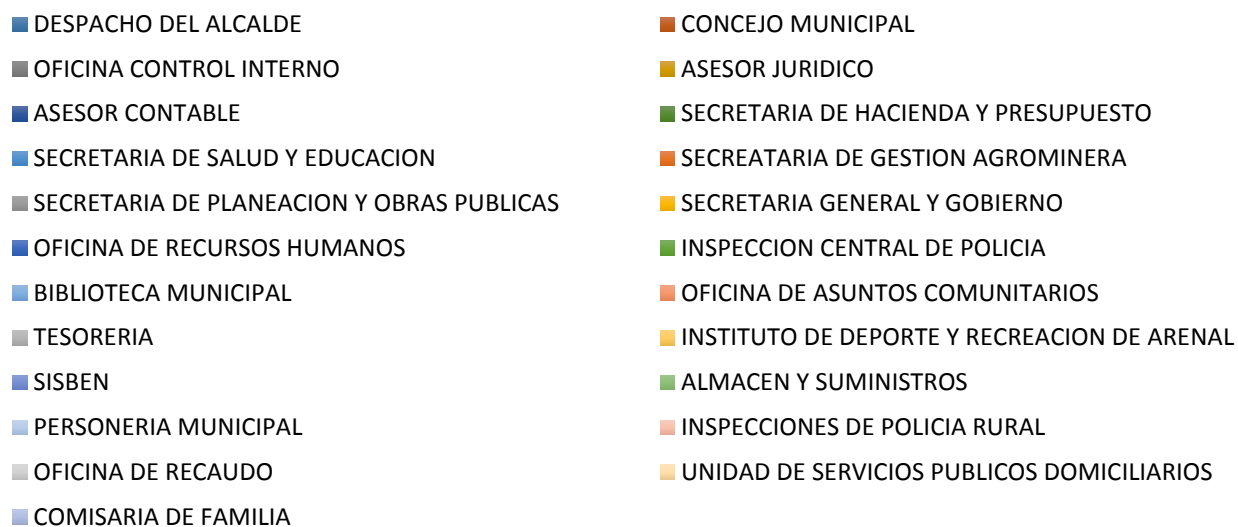 DESPACHO DEL ALCALDE
CONCEJO MUNICIPAL
OFICINA CONTROL INTERNO
ASESOR JURIDICO
ASESOR CONTABLE
SECRETARIA DE HACIENDA Y PRESUPUESTO
SECRETARIA DE SALUD Y EDUCACION
SECREATARIA DE GESTION AGROMINERA
SECRETARIA DE PLANEACION Y OBRAS PUBLICAS
SECRETARIA GENERAL Y GOBIERNO
OFICINA DE RECURSOS HUMANOS
INSPECCION CENTRAL DE POLICIA
BIBLIOTECA MUNICIPAL
OFICINA DE ASUNTOS COMUNITARIOS
TESORERIA
INSTITUTO DE DEPORTE Y RECREACION DE ARENAL
SISBEN
ALMACEN Y SUMINISTROS
PERSONERIA MUNICIPAL
INSPECCIONES DE POLICIA RURAL
OFICINA DE RECAUDO
UNIDAD DE SERVICIOS PUBLICOS DOMICILIARIOS
COMISARIA DE FAMILIA